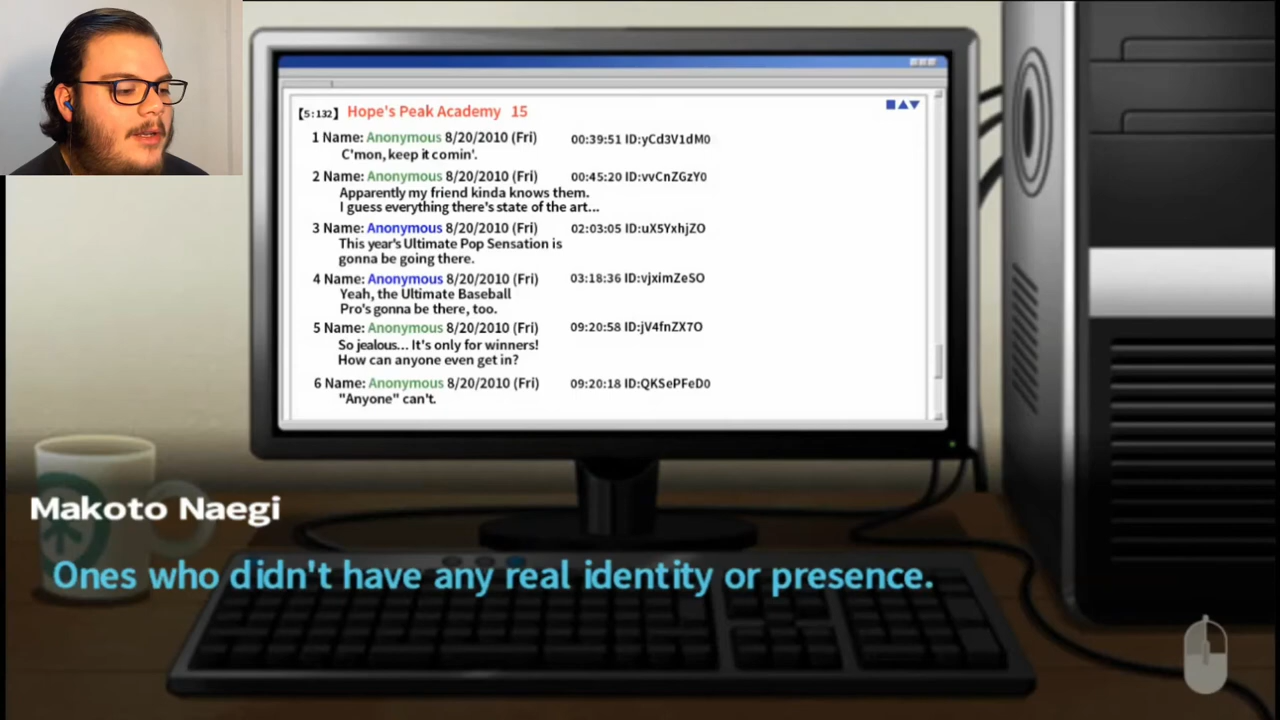 【5:132】 Hope's Peak Academy 15
1 Name: Anonymous 8/20/2010 (Fri) 00:39:51 ID:yCd3V1dM0
C'mon, keep it comin'.
2 Name: Anonymous 8/20/2010 (Fri) 00:45:20 ID:vvCnZGzY0
Apparently my friend kinda knows them.
I guess everything there's state of the art...
3 Name: Anonymous 8/20/2010 (Fri) 02:03:05 ID:uX5YxhjZO
This year's Ultimate Pop Sensation is
gonna be going there.
4 Name: Anonymous 8/20/2010 (Fri) 03:18:36 ID:vjximZeSO
Yeah, the Ultimate Baseball
Pro's gonna be there, too.
5 Name: Anonymous 8/20/2010 (Fri) 09:20:58 ID:jV4fnZX7O
So jealous... It's only for winners!
How can anyone even get in?
6 Name: Anonymous 8/20/2010 (Fri) 09:20:18 ID:QKSePFeD0
"Anyone" can't.
Makoto Naegi
Ones who didn't have any real identity or presence.